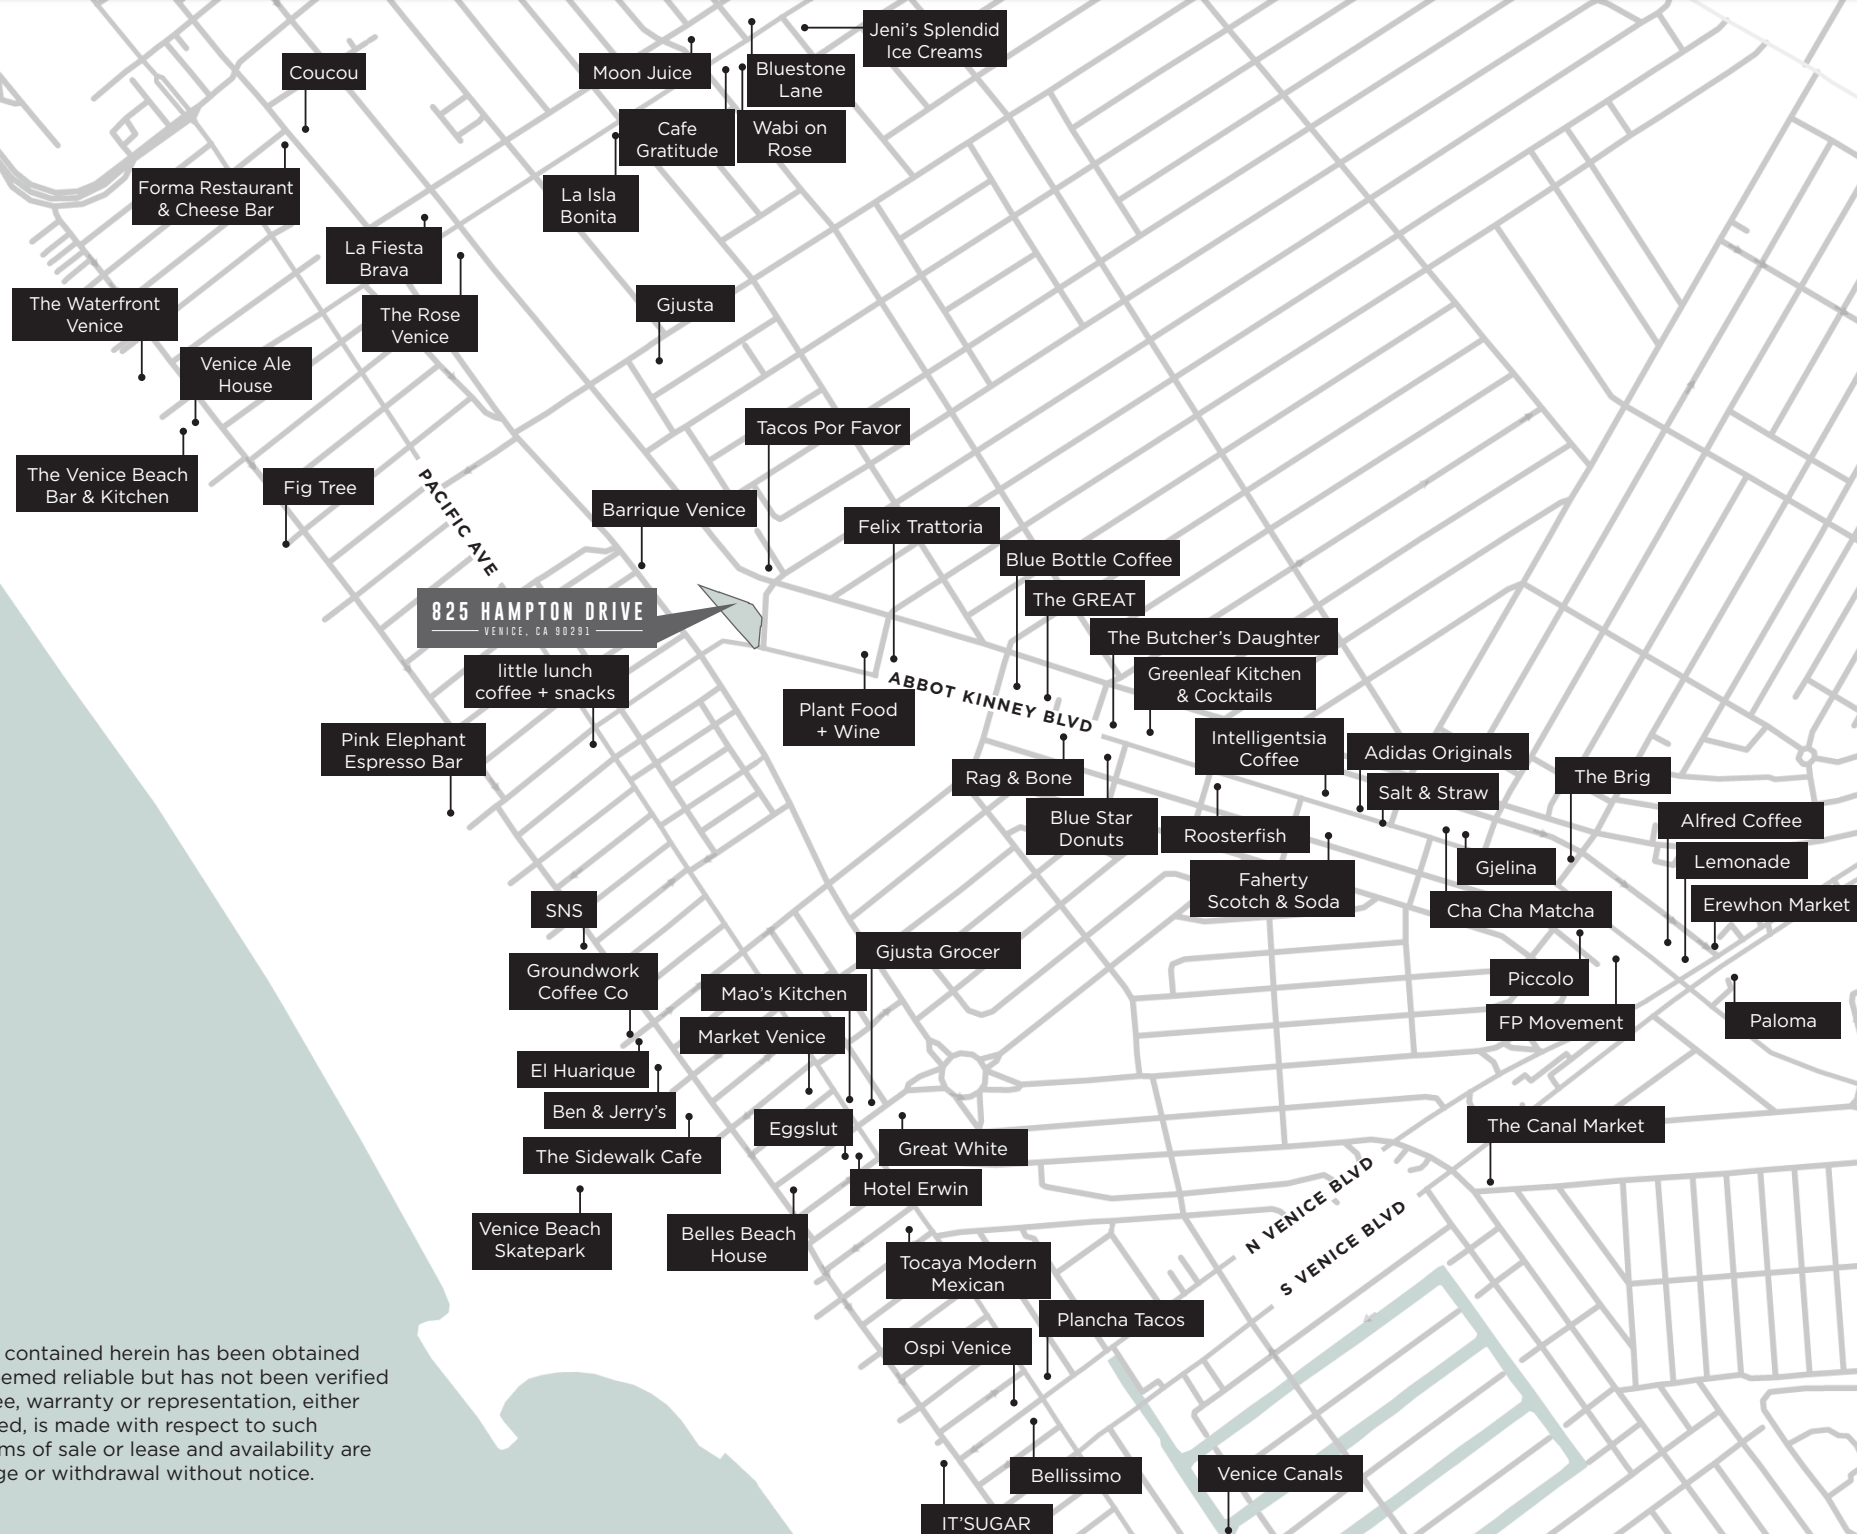 Jeni's Splendid
Ice Creams
Coucou
Moon Juice
Bluestone
Lane
Cafe
Gratitude
Wabi on
Rose
Forma Restaurant
& Cheese Bar
La Isla
Bonita
La Fiesta
Brava
The Waterfront
Venice
The Rose
Venice
Gjusta
Venice Ale
House
Tacos Por Favor
The Venice Beach
Bar & Kitchen
Fig Tree
PACIFIC AVE
Barrique Venice
Felix Trattoria
Blue Bottle Coffee
The GREAT
825 HAMPTON DRIVE
VENICE, CA 90291
The Butcher's Daughter
little lunch
coffee + snacks
Greenleaf Kitchen
& Cocktails
ABBOT KINNEY BLVD
Plant Food
+ Wine
Pink Elephant
Espresso Bar
Intelligentsia
Coffee
Adidas Originals
Rag & Bone
Salt & Straw
The Brig
Blue Star
Donuts
Roosterfish
Alfred Coffee
Gjelina
Lemonade
Faherty
Scotch & Soda
SNS
Cha Cha Matcha
Erewhon Market
Gjusta Grocer
Groundwork
Coffee Co
Mao's Kitchen
Piccolo
Market Venice
FP Movement
Paloma
El Huarique
Ben & Jerry's
Eggslut
The Canal Market
Great White
The Sidewalk Cafe
Hotel Erwin
N VENICE BLVD
S VENICE BLVD
Venice Beach
Skatepark
Belles Beach
House
Tocaya Modern
Mexican
Plancha Tacos
Ospi Venice
contained herein has been obtained
emed reliable but has not been verified
ee, warranty or representation, either
ed, is made with respect to such
ms of sale or lease and availability are
ge or withdrawal without notice.
Bellissimo
Venice Canals
IT'SUGAR